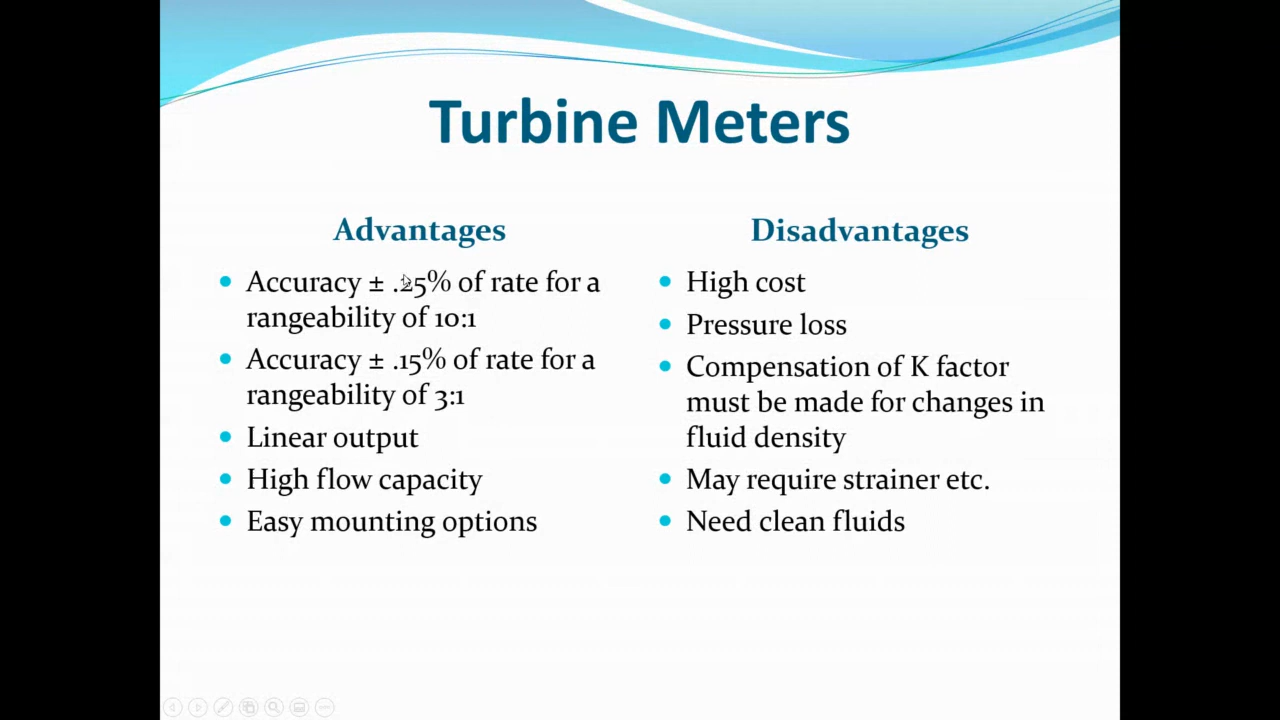 Turbine Meters
Advantages
Accuracy ± .25% of rate for a
rangeability of 10:1
Accuracy ± .15% of rate for a
rangeability of 3:1
Linear output
High flow capacity
Easy mounting options
Disadvantages
High cost
Pressure loss
Compensation of K factor
must be made for changes in
fluid density
May require strainer etc.
Need clean fluids